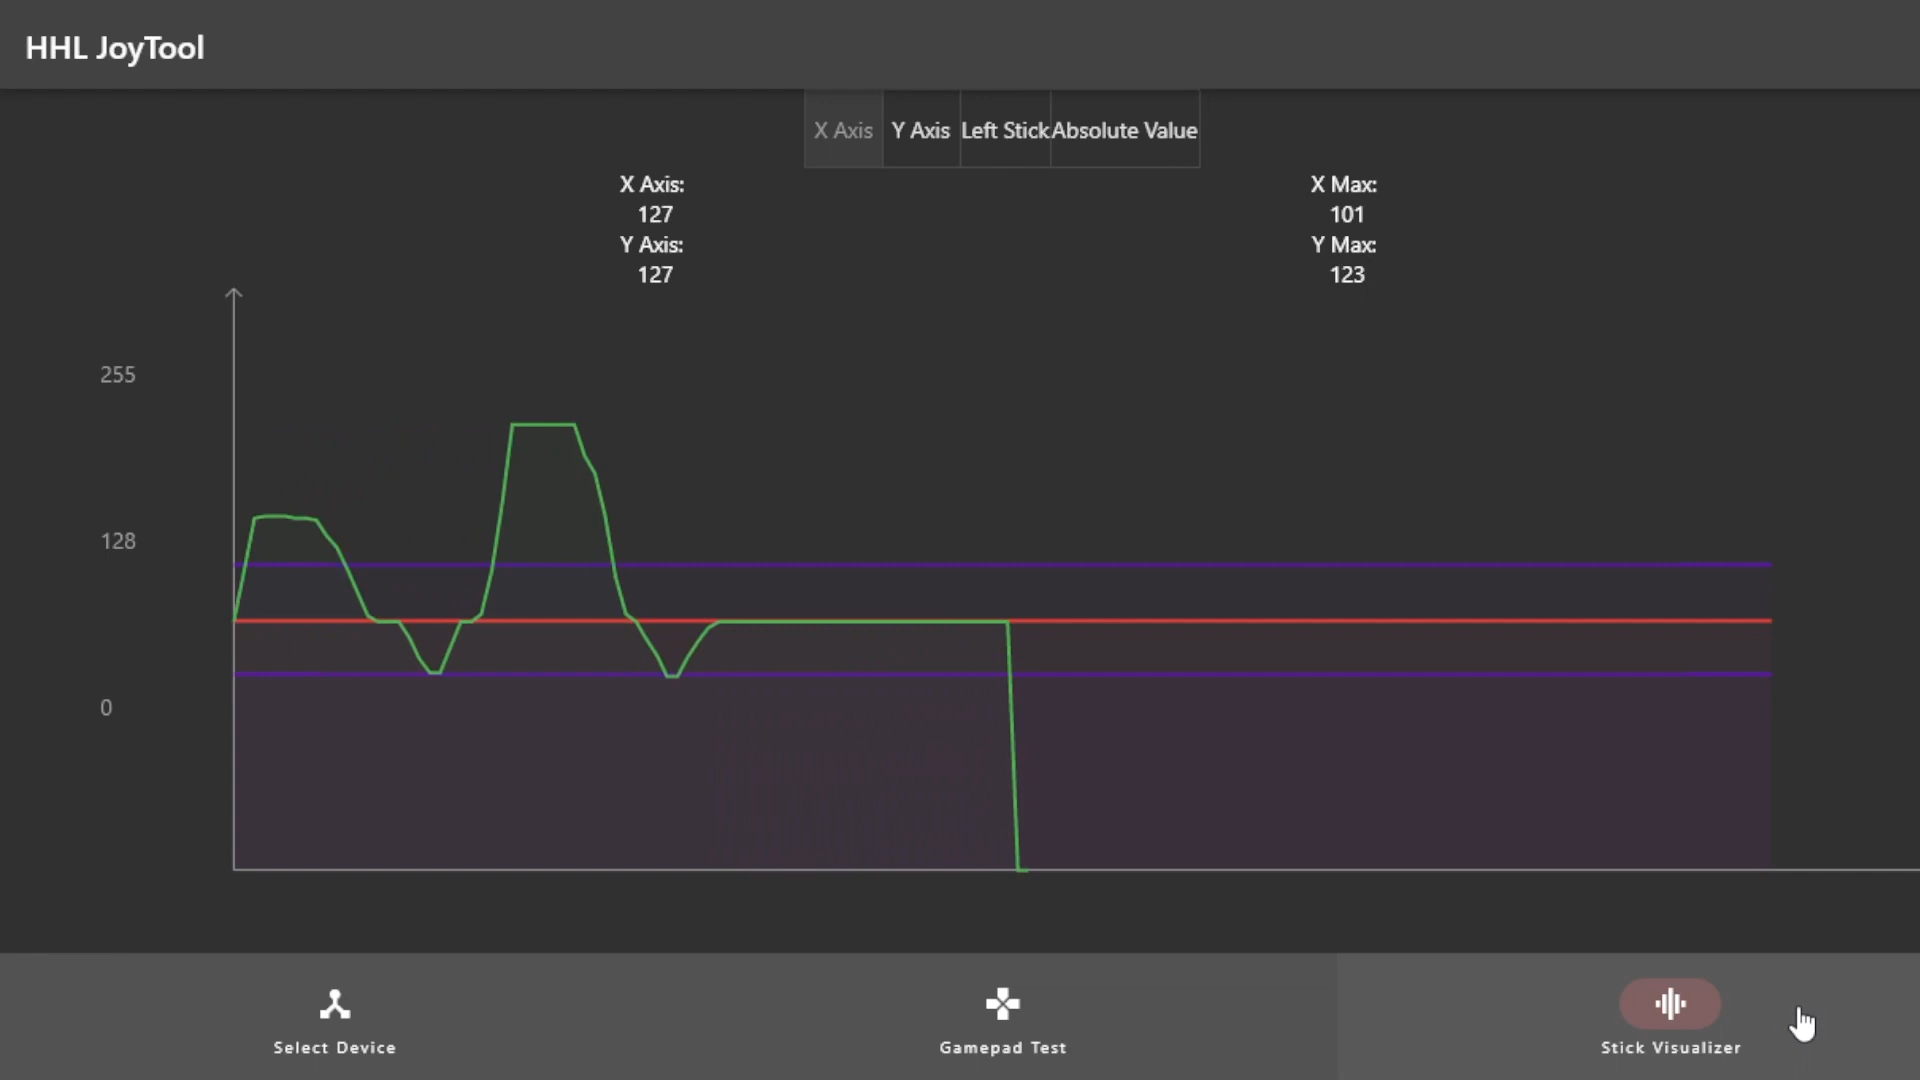 HHL JoyTool
X Axis Y Axis Left Stick Absolute Value
X Axis:
127
Y Axis:
127
X Max:
101
Y Max:
123
255
128
0
Select Device
Gamepad Test
Stick Visualizer